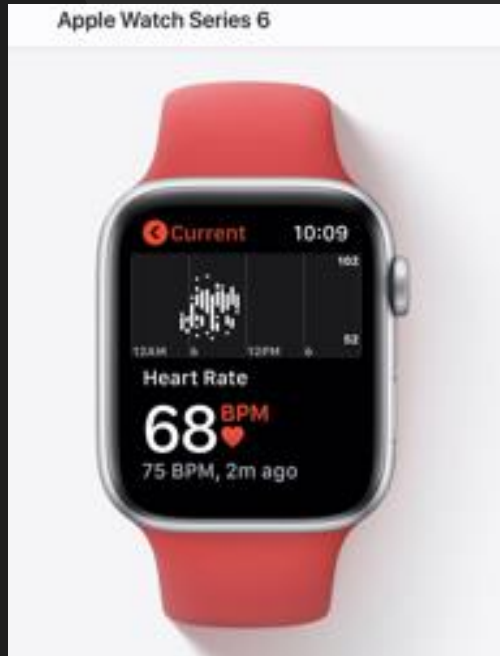 Apple Watch Series 6
Current 10:09
102
52
12AM 6 12PM 6
Heart Rate
68 BPM
75 BPM, 2m ago